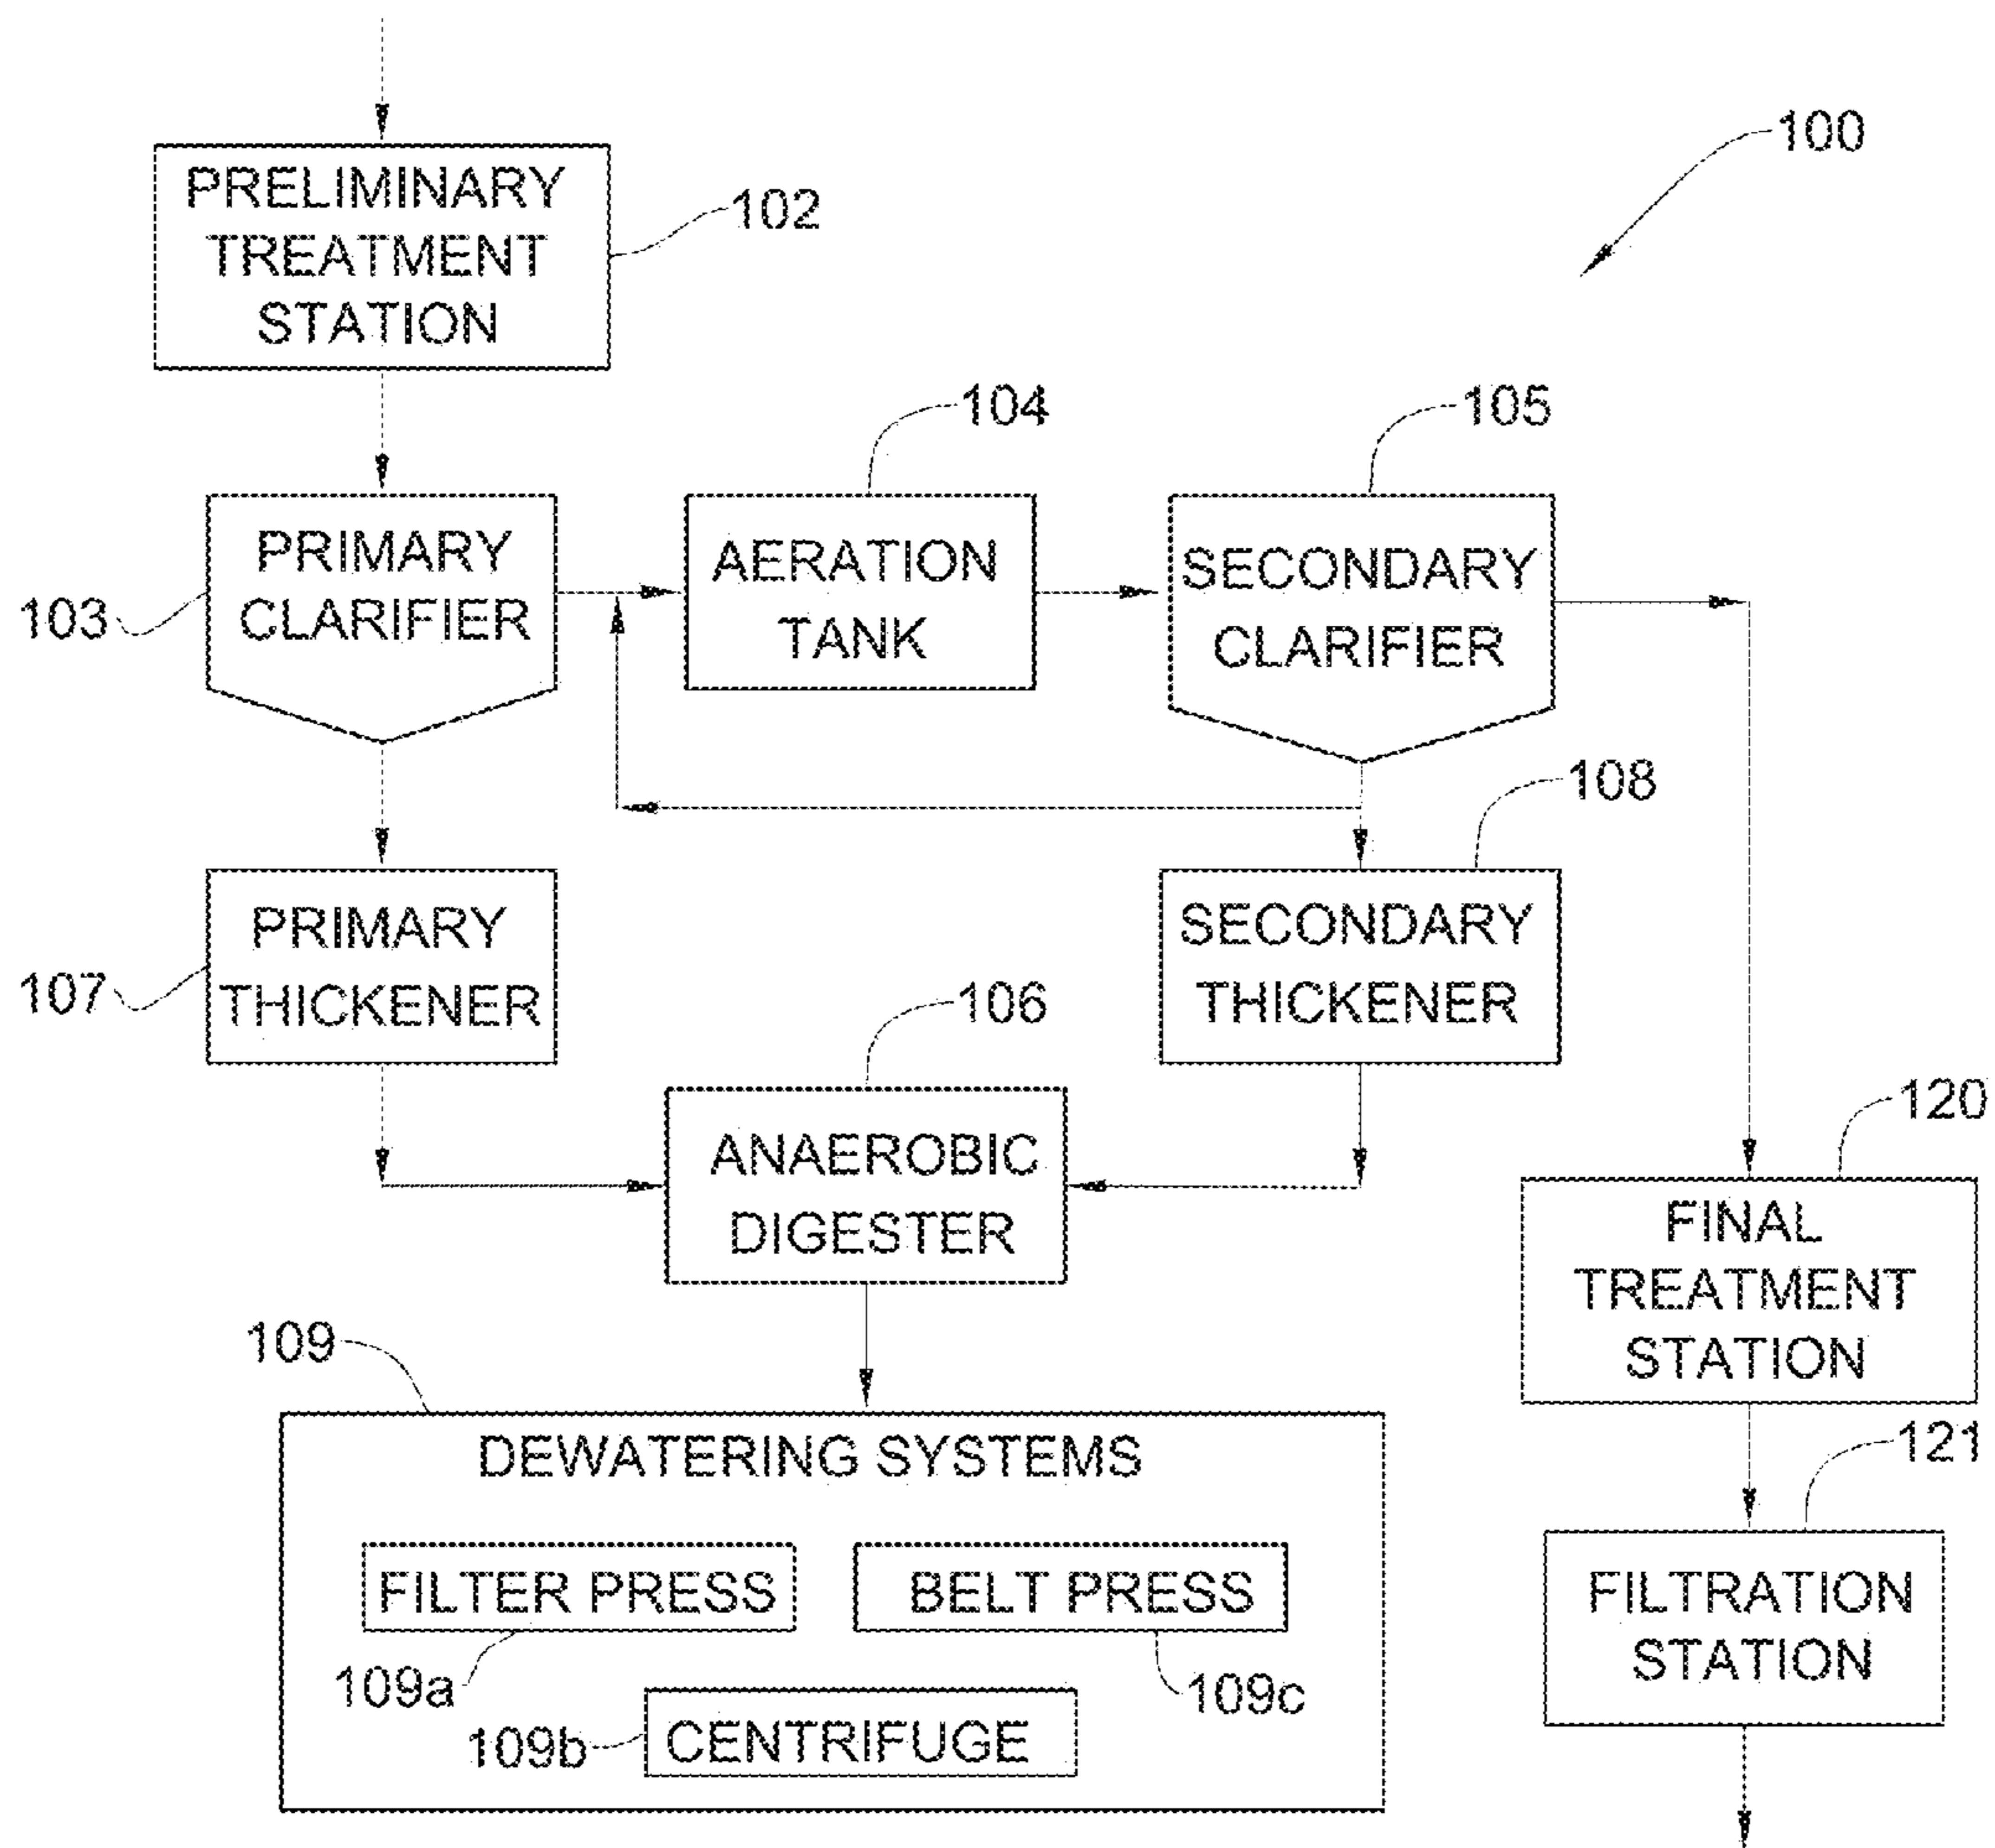 100
PRELIMINARY
TREATMENT
STATION
102
104
105
PRIMARY
CLARIFIER
103
AERATION
TANK
SECONDARY
CLARIFIER
108
PRIMARY
THICKENER
107
SECONDARY
THICKENER
106
ANAEROBIC
DIGESTER
120
FINAL
TREATMENT
STATION
109
DEWATERING SYSTEMS
121
FILTER PRESS
BELT PRESS
109a
109c
109b
CENTRIFUGE
FILTRATION
STATION